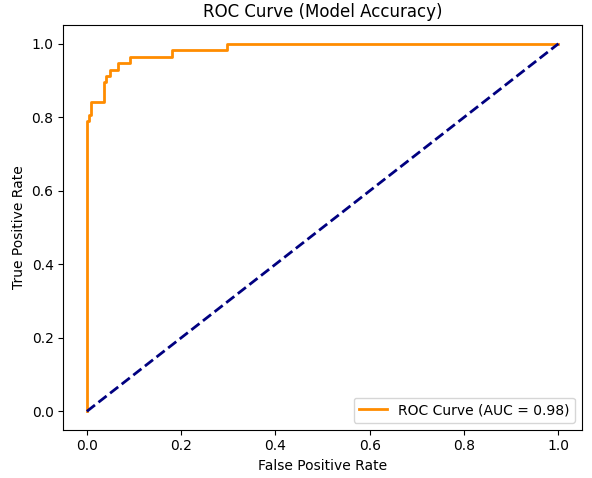 ROC Curve (Model Accuracy)
1.0
0.8
0.6
0.4
0.2
0.0
True Positive Rate
ROC Curve (AUC = 0.98)
0.0 0.2 0.4 0.6 0.8 1.0
False Positive Rate